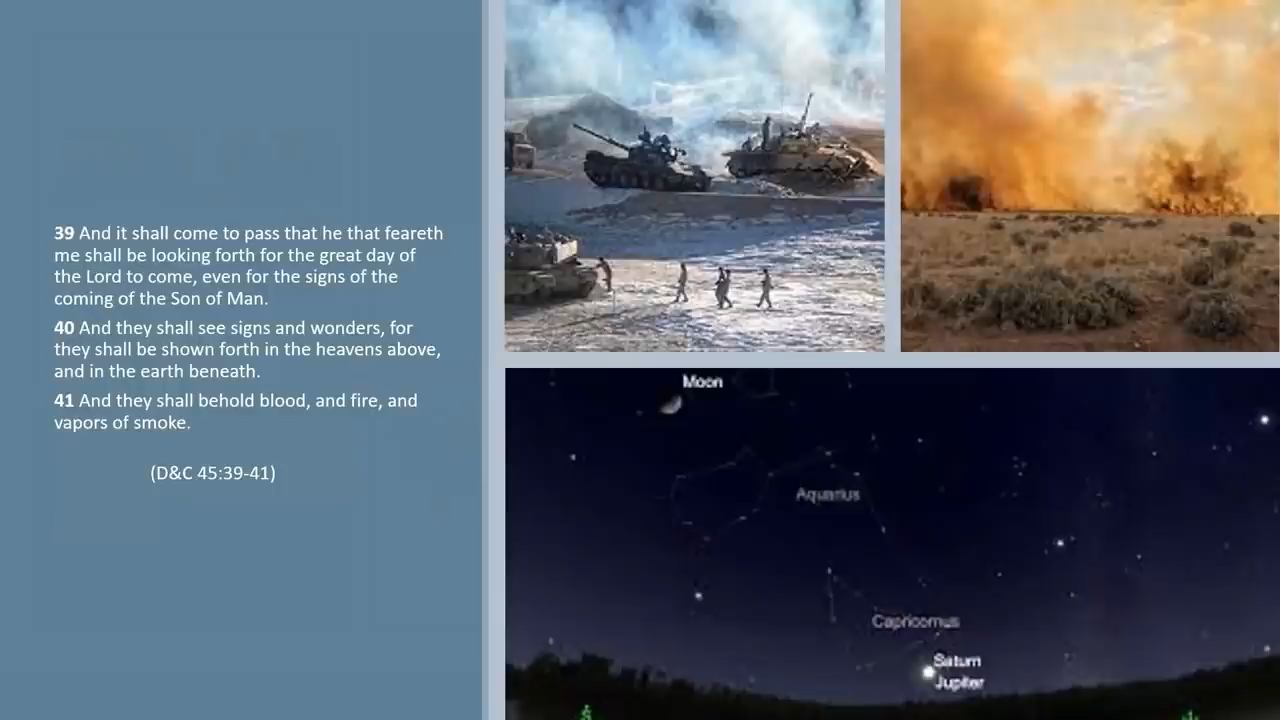 39 And it shall come to pass that he that feareth
me shall be looking forth for the great day of
the Lord to come, even for the signs of the
coming of the Son of Man.
40 And they shall see signs and wonders, for
they shall be shown forth in the heavens above,
and in the earth beneath.
41 And they shall behold blood, and fire, and
vapors of smoke.
(D&C 45:39-41)
Moon
Aquarius
Capricornus
Saturn
Jupiter